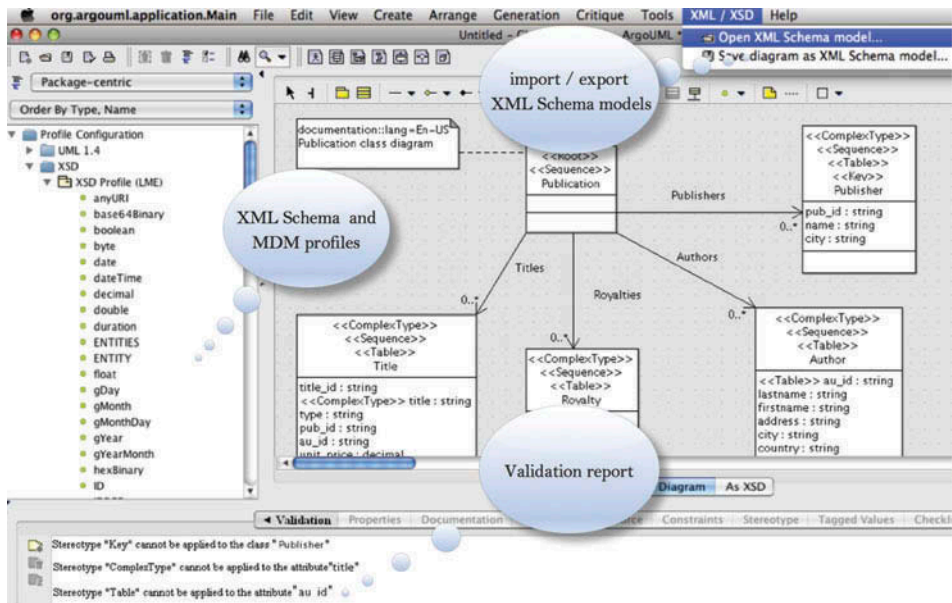 org.argouml.application.Main File Edit View Create Arrange Generation Critique Tools XML / XSD Help
Untitled - ArgoUML *
Open XML Schema model...
Save diagram as XML Schema model...
Package-centric
Order By Type, Name
Profile Configuration
UML 1.4
XSD
XSD Profile (LME)
anyURI
base64Binary
boolean
byte
date
dateTime
decimal
double
duration
ENTITIES
ENTITY
float
gDay
gMonth
gMonthDay
gYear
gYearMonth
hexBinary
ID
XML Schema and
MDM profiles
import / export
XML Schema models
documentation::lang=En-US
Publication class diagram
<<Root>>
<<Sequence>>
Publication
Publishers
0..*
<<ComplexType>>
<<Sequence>>
<<Table>>
<<Key>>
Publisher
pub_id : string
name : string
city : string
Titles
0..*
Royalties
0..*
Authors
0..*
<<ComplexType>>
<<Sequence>>
<<Table>>
Title
title_id : string
<<ComplexType>> title : string
type : string
pub_id : string
au_id : string
unit_price : decimal
<<ComplexType>>
<<Sequence>>
<<Table>>
Royalty
<<ComplexType>>
<<Sequence>>
<<Table>>
Author
<<Table>> au_id : string
lastname : string
firstname : string
address : string
city : string
country : string
Validation report
Diagram As XSD
Validation Properties Documentation Constraints Stereotype Tagged Values
Stereotype "Key" cannot be applied to the class "Publisher"
Stereotype "ComplexType" cannot be applied to the attribute"title"
Stereotype "Table" cannot be applied to the attribute"au_id"